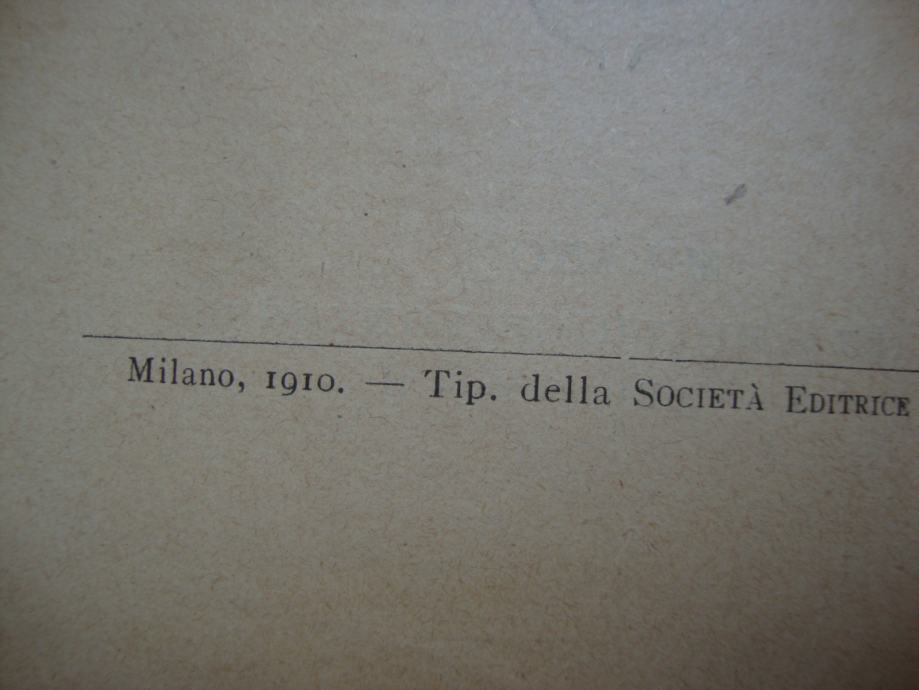 Milano, 1910. — Tip. della SOCIETÀ EDITRICE